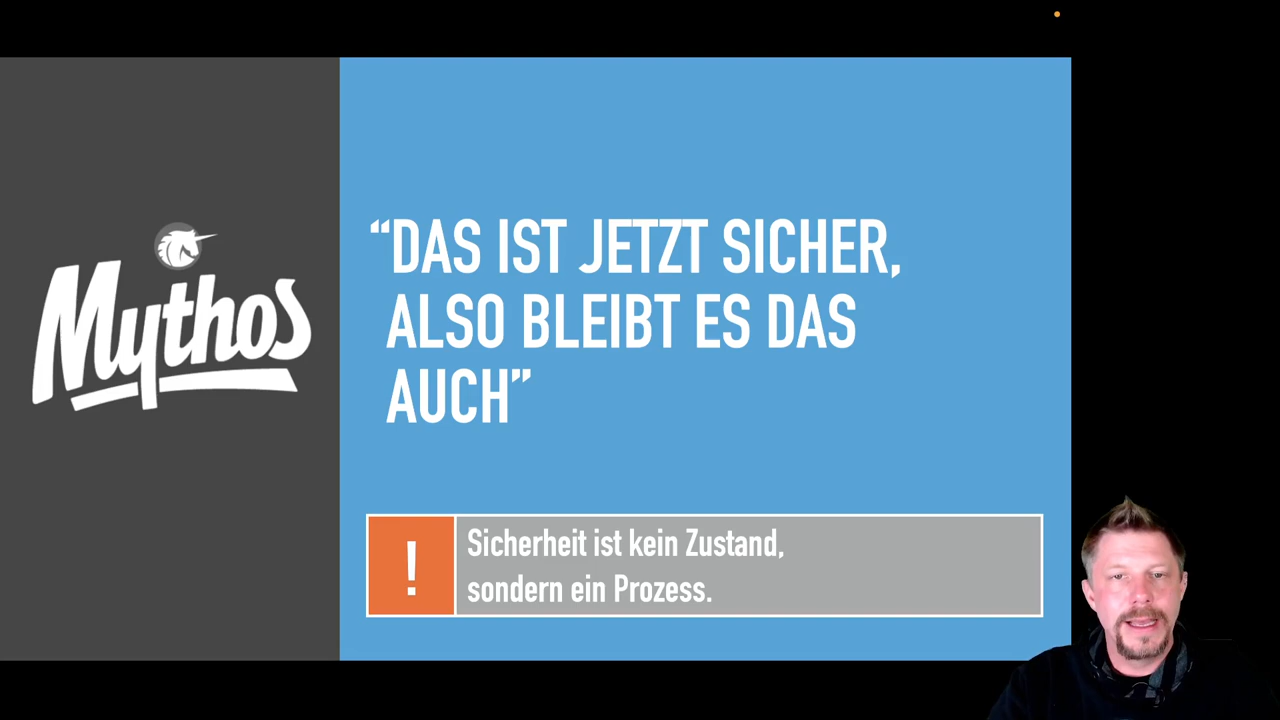 Mythos
“DAS IST JETZT SICHER,
ALSO BLEIBT ES DAS
AUCH”
!
Sicherheit ist kein Zustand,
sondern ein Prozess.